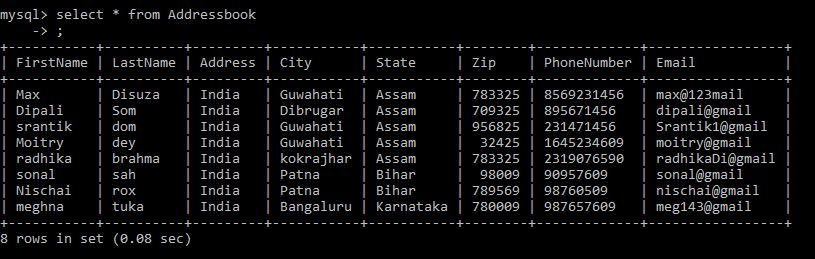 mysql> select * from Addressbook
    -> ;
+-----------+----------+---------+-----------+-----------+--------+-------------+-----------------+
| FirstName | LastName | Address | City      | State     | Zip    | PhoneNumber | Email           |
+-----------+----------+---------+-----------+-----------+--------+-------------+-----------------+
| Max       | Disuza   | India   | Guwahati  | Assam     | 783325 | 8569231456  | max@123mail     |
| Dipali    | Som      | India   | Dibrugar  | Assam     | 709325 | 895671456   | dipali@gmail    |
| srantik   | dom      | India   | Guwahati  | Assam     | 956825 | 231471456   | Srantik1@gmail  |
| Moitry    | dey      | India   | Guwahati  | Assam     |  32425 | 1645234609  | moitry@gmail    |
| radhika   | brahma   | India   | kokrajhar | Assam     | 783325 | 2319076590  | radhikaDi@gmail |
| sonal     | sah      | India   | Patna     | Bihar     |  98009 | 90957609    | sonal@gmail     |
| Nischai   | rox      | India   | Patna     | Bihar     | 789569 | 98760509    | nischai@gmail   |
| meghna    | tuka     | India   | Bangaluru | Karnataka | 780009 | 987657609   | meg143@gmail    |
+-----------+----------+---------+-----------+-----------+--------+-------------+-----------------+
8 rows in set (0.08 sec)